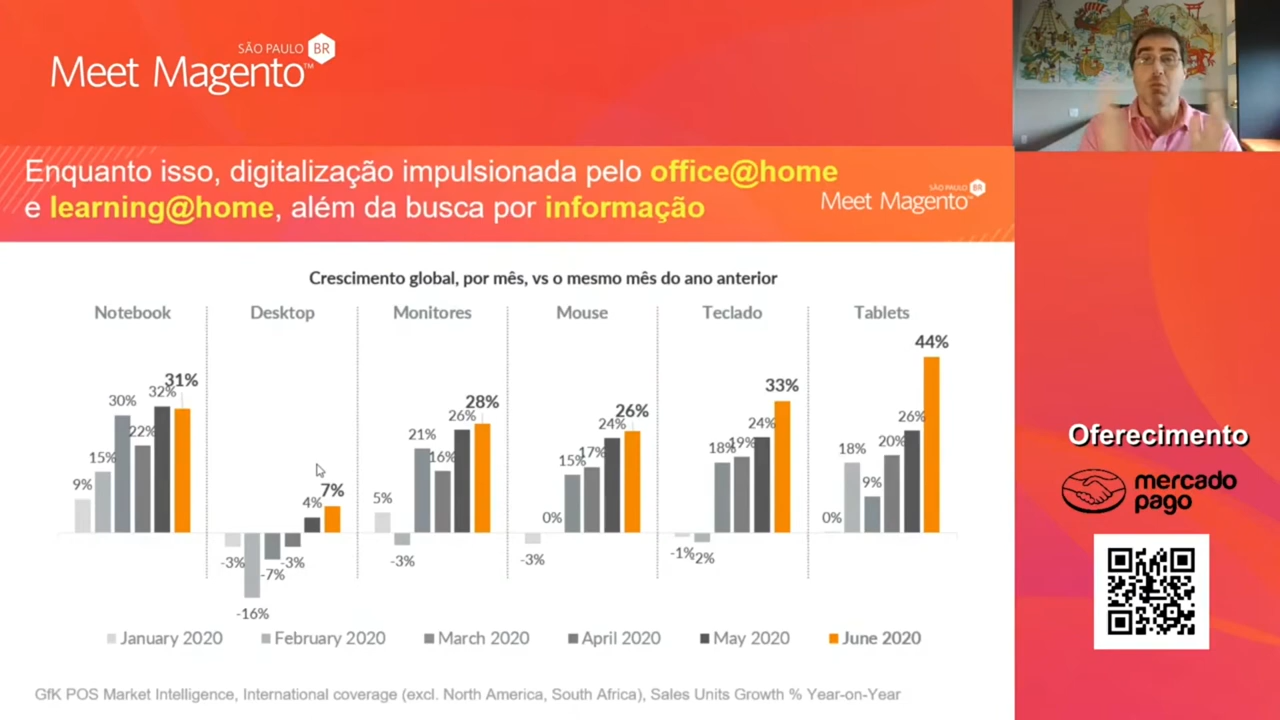 SÃO PAULO BR
Meet Magento™
Enquanto isso, digitalização impulsionada pelo office@home
e learning@home, além da busca por informação
SÃO PAULO BR
Meet Magento
Crescimento global, por mês, vs o mesmo mês do ano anterior
Notebook Desktop Monitores Mouse Teclado Tablets
9% 15% 30% 22% 32% 31%
-3% -16% -7% -3% 4% 7%
5% -3% 21% 16% 26% 28%
-3% 0% 15% 17% 24% 26%
-1% -2% 18% 19% 24% 33%
0% 18% 9% 20% 26% 44%
January 2020 February 2020 March 2020 April 2020 May 2020 June 2020
GfK POS Market Intelligence, International coverage (excl. North America, South Africa), Sales Units Growth % Year-on-Year
Oferecimento
mercado
pago